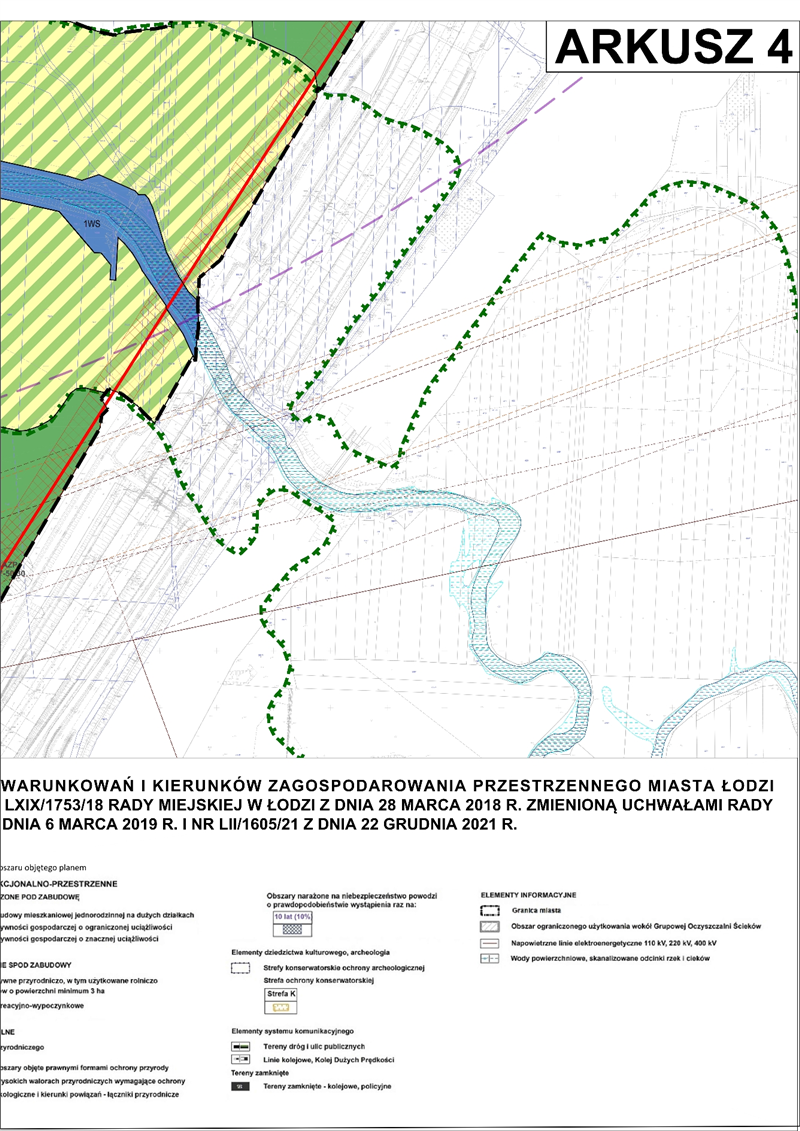 ARKUSZ 4
1WS
WARUNKOWAŃ I KIERUNKÓW ZAGOSPODAROWANIA PRZESTRZENNEGO MIASTA ŁODZI
LXIX/1753/18 RADY MIEJSKIEJ W ŁODZI Z DNIA 28 MARCA 2018 R. ZMIENIONĄ UCHWAŁAMI RADY
DNIA 6 MARCA 2019 R. I NR LII/1605/21 Z DNIA 22 GRUDNIA 2021 R.
bszaru objętego planem
KCJONALNO-PRZESTRZENNE
ZONE POD ZABUDOWĘ
udowy mieszkaniowej jednorodzinnej na dużych działkach
ywności gospodarczej o ograniczonej uciążliwości
ywności gospodarczej o znacznej uciążliwości
IE SPOD ZABUDOWY
ywne przyrodniczo, w tym użytkowane rolniczo
w o powierzchni minimum 3 ha
reacyjno-wypoczynkowe
LNE
zyrodniczego
bszary objęte prawnymi formami ochrony przyrody
ysokich walorach przyrodniczych wymagające ochrony
kologiczne i kierunki powiązań - łączniki przyrodnicze
Obszary narażone na niebezpieczeństwo powodzi
o prawdopodobieństwie wystąpienia raz na:
10 lat (10%)
Elementy dziedzictwa kulturowego, archeologia
Strefy konserwatorskie ochrony archeologicznej
Strefa ochrony konserwatorskiej
Strefa K
Elementy systemu komunikacyjnego
Tereny dróg i ulic publicznych
Linie kolejowe, Kolej Dużych Prędkości
Tereny zamknięte
Tereny zamknięte - kolejowe, policyjne
ELEMENTY INFORMACYJNE
Granica miasta
Obszar ograniczonego użytkowania wokół Grupowej Oczyszczalni Ścieków
Napowietrzne linie elektroenergetyczne 110 kV, 220 kV, 400 kV
Wody powierzchniowe, skanalizowane odcinki rzek i cieków